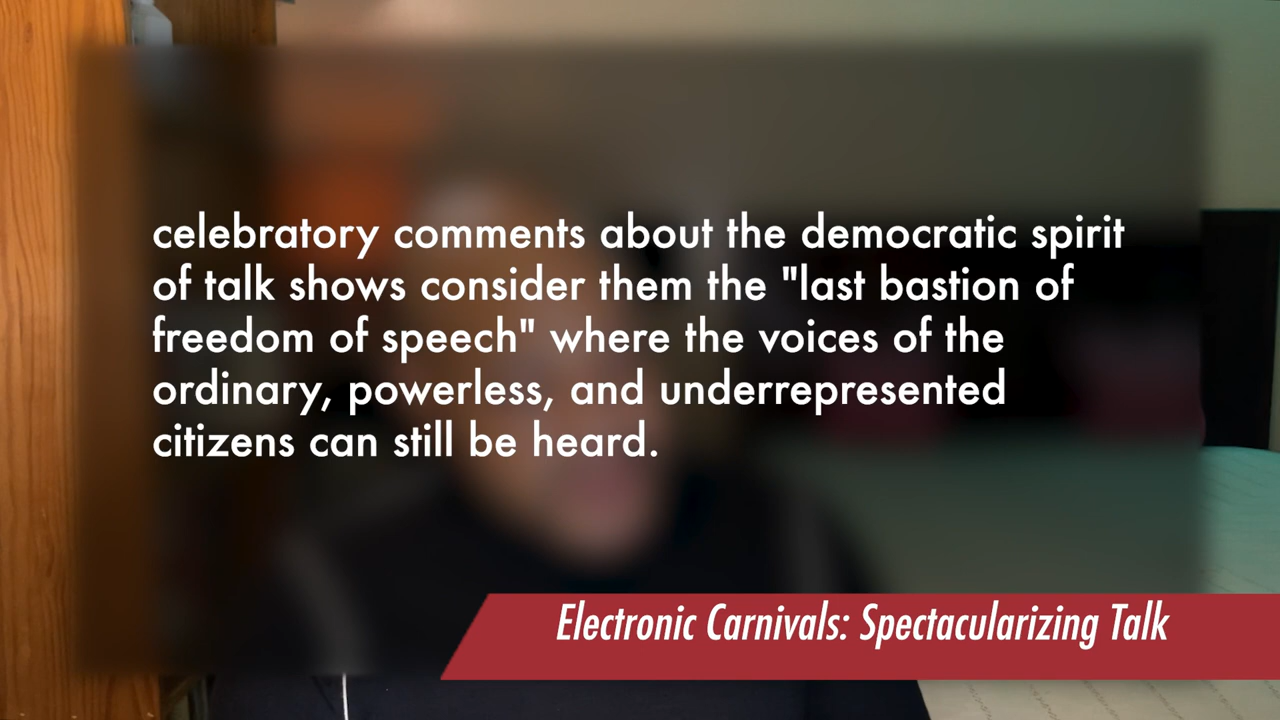 celebratory comments about the democratic spirit
of talk shows consider them the "last bastion of
freedom of speech" where the voices of the
ordinary, powerless, and underrepresented
citizens can still be heard.
Electronic Carnivals: Spectacularizing Talk